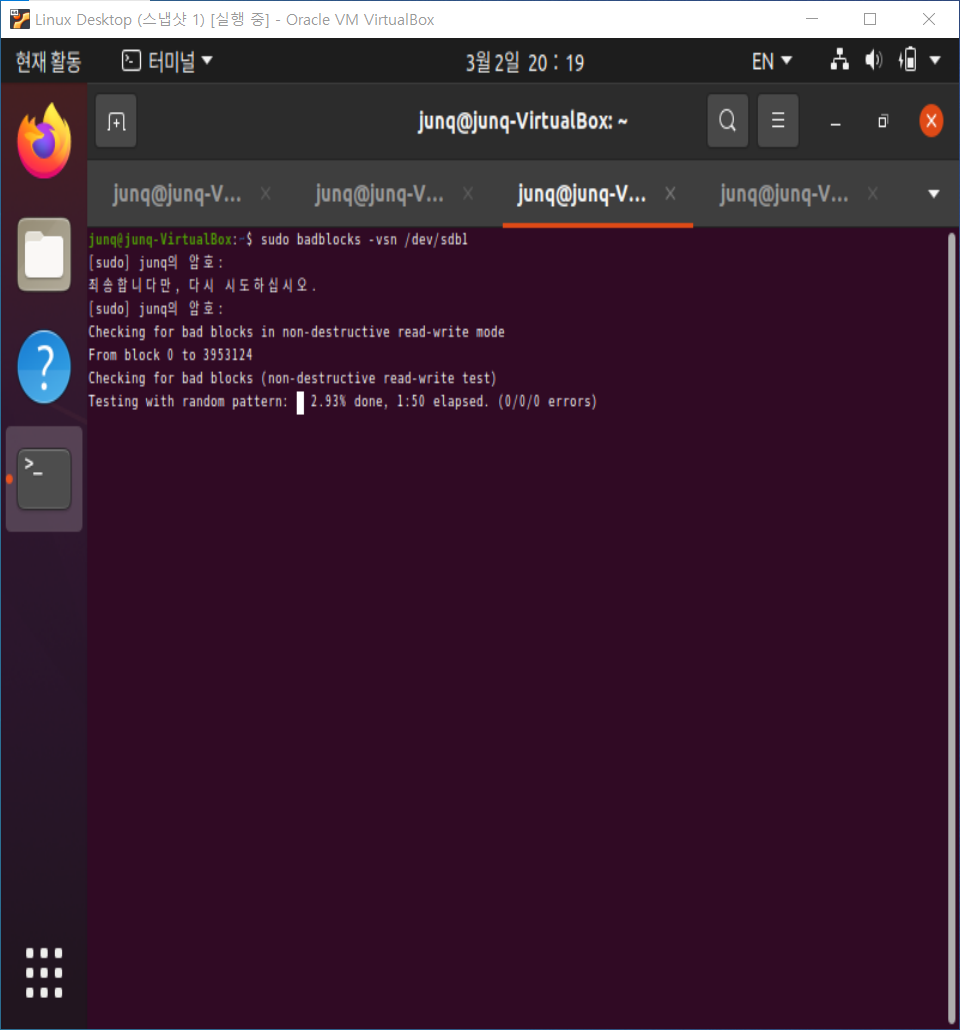 Linux Desktop (스냅샷 1) [실행 중] - Oracle VM VirtualBox
현재 활동 터미널 3월 2일 20 : 19 EN
junq@junq-VirtualBox: ~
junq@junq-V... junq@junq-V... junq@junq-V... junq@junq-V...
junq@junq-VirtualBox:~$ sudo badblocks -vsn /dev/sdb1
[sudo] junq의 암호:
죄송합니다만, 다시 시도하십시오.
[sudo] junq의 암호:
Checking for bad blocks in non-destructive read-write mode
From block 0 to 3953124
Checking for bad blocks (non-destructive read-write test)
Testing with random pattern: 2.93% done, 1:50 elapsed. (0/0/0 errors)